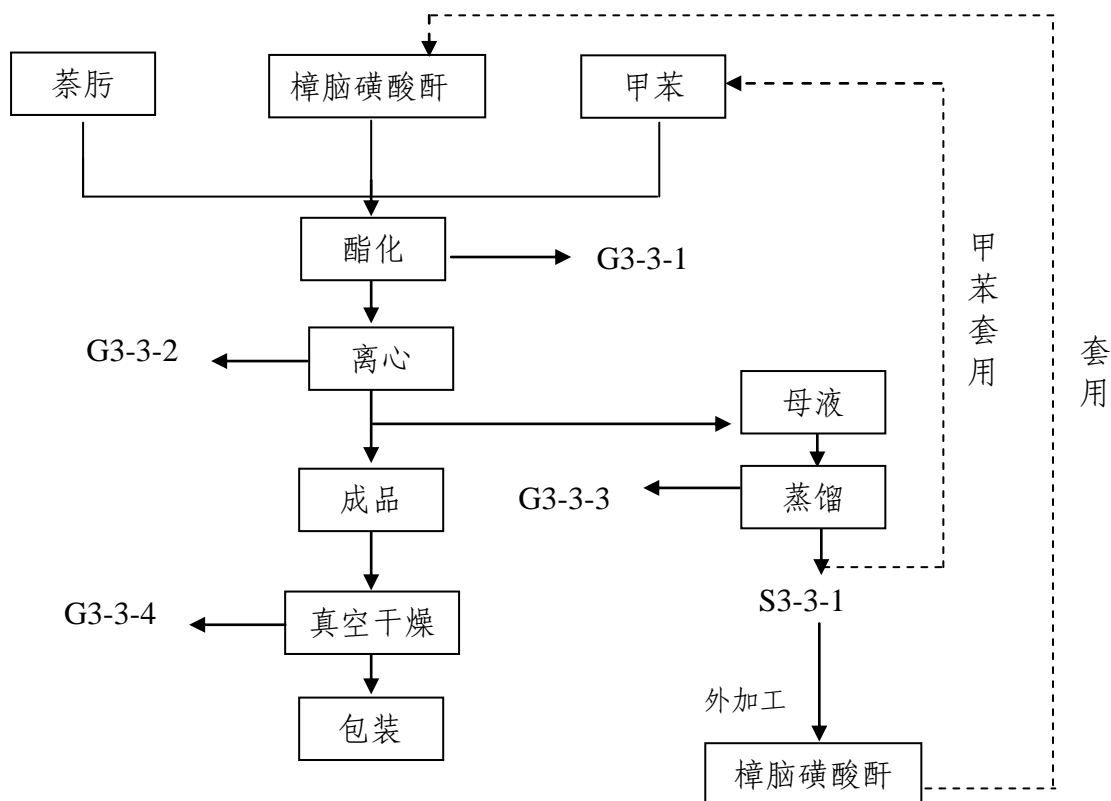 萘肟
樟脑磺酸酐
甲苯
酯化
G3-3-1
G3-3-2
离心
甲苯套用
套用
母液
成品
G3-3-3
蒸馏
G3-3-4
真空干燥
S3-3-1
外加工
包装
樟脑磺酸酐